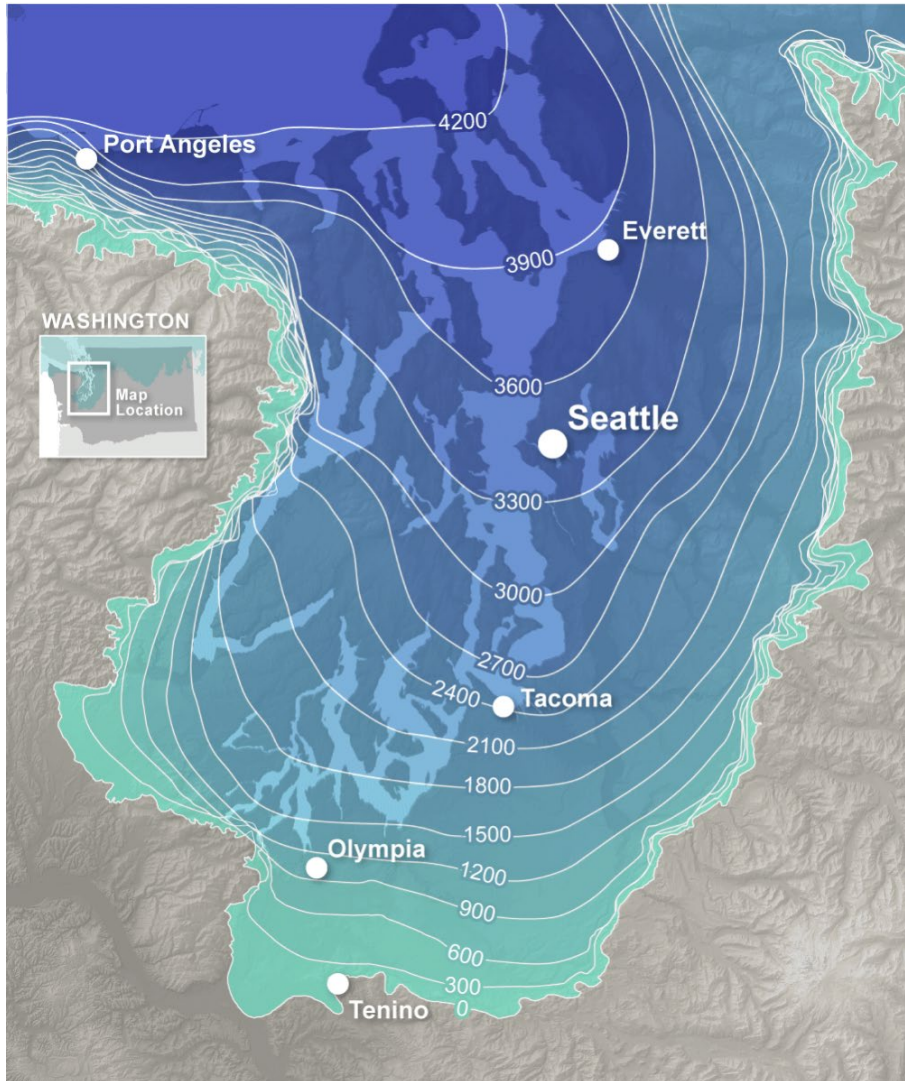 4200
Port Angeles
Everett
3900
WASHINGTON
Map
Location
3600
Seattle
3300
3000
2700
2400
Tacoma
2100
1800
1500
Olympia
1200
900
600
300
0
Tenino